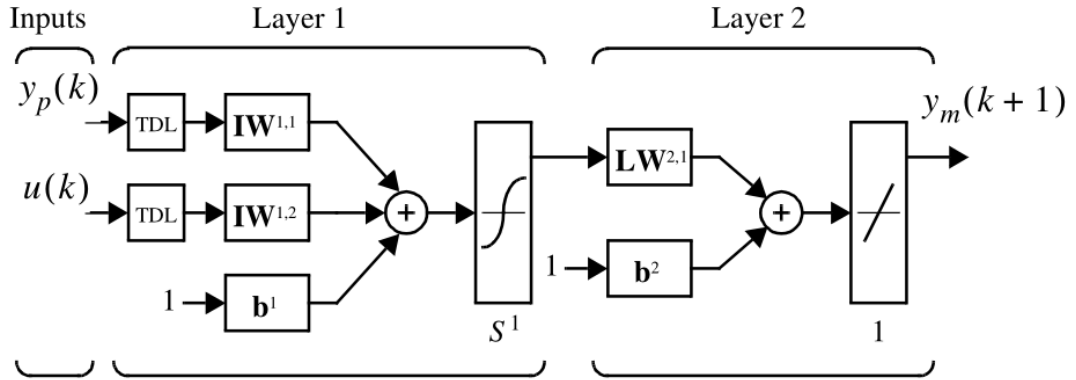 Inputs Layer 1 Layer 2
y_p(k) y_m(k + 1)
TDL IW^{1,1}
LW^{2,1}
u(k) TDL IW^{1,2}
1 b^1 1 b^2
S^1 1